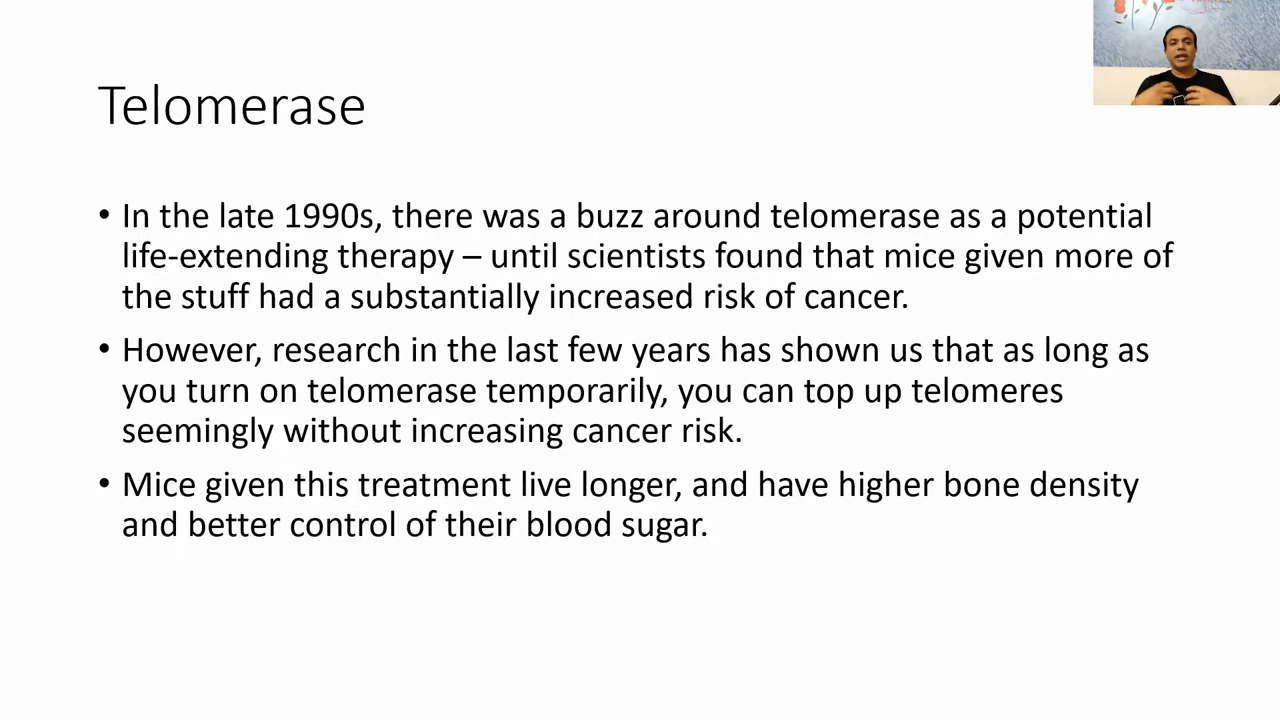 Telomerase
• In the late 1990s, there was a buzz around telomerase as a potential
life-extending therapy – until scientists found that mice given more of
the stuff had a substantially increased risk of cancer.
• However, research in the last few years has shown us that as long as
you turn on telomerase temporarily, you can top up telomeres
seemingly without increasing cancer risk.
• Mice given this treatment live longer, and have higher bone density
and better control of their blood sugar.